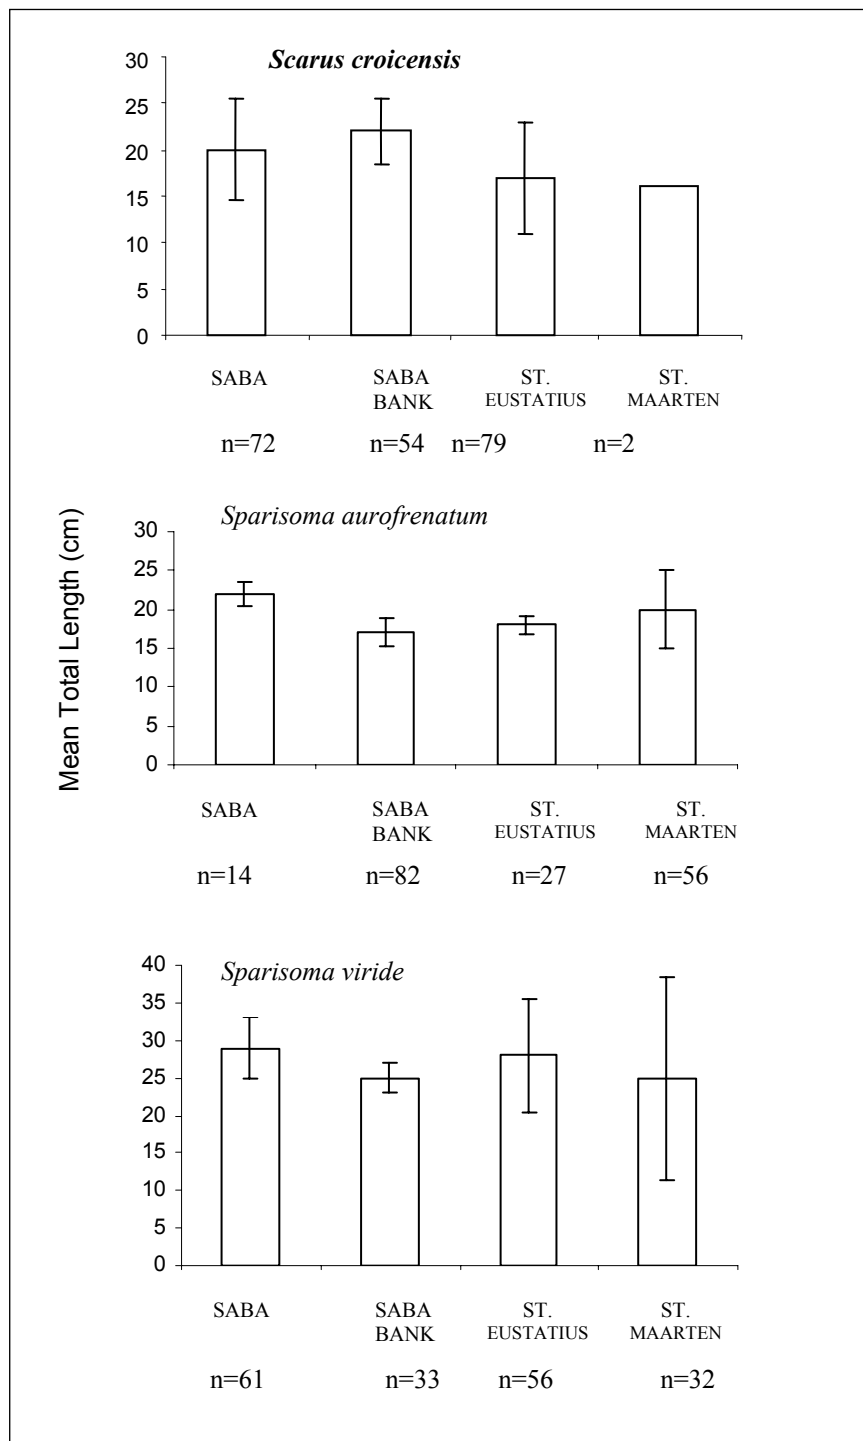 Scarus croicensis
30
25
20
15
10
5
0
SABA SABA BANK ST. EUSTATIUS ST. MAARTEN
n=72 n=54 n=79 n=2
Mean Total Length (cm)
Sparisoma aurofrenatum
30
25
20
15
10
5
0
SABA SABA BANK ST. EUSTATIUS ST. MAARTEN
n=14 n=82 n=27 n=56
Sparisoma viride
40
35
30
25
20
15
10
5
0
SABA SABA BANK ST. EUSTATIUS ST. MAARTEN
n=61 n=33 n=56 n=32